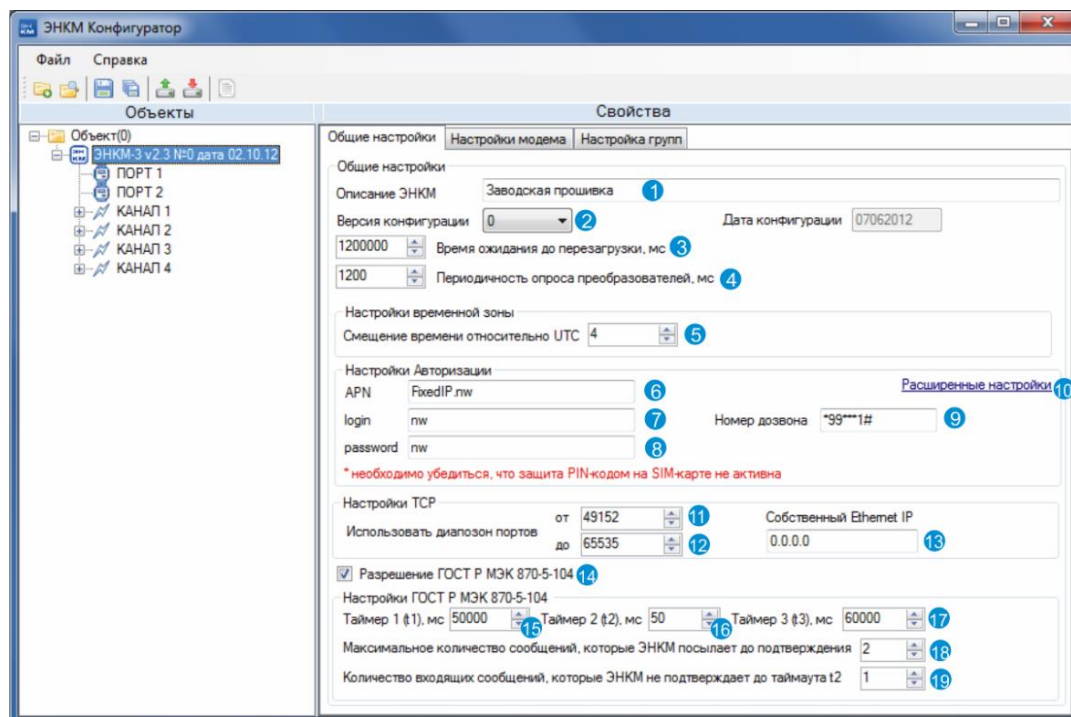 ЭНКМ Конфигуратор
Файл Справка
Объекты
Свойства
Объект(0)
ЭНКМ-3 v2.3 №0 дата 02.10.12
ПОРТ 1
ПОРТ 2
КАНАЛ 1
КАНАЛ 2
КАНАЛ 3
КАНАЛ 4
Общие настройки Настройки модема Настройка групп
Общие настройки
Описание ЭНКМ Заводская прошивка 1
Версия конфигурации 0 2 Дата конфигурации 07062012
1200000 Время ожидания до перезагрузки, мс 3
1200 Периодичность опроса преобразователей, мс 4
Настройки временной зоны
Смещение времени относительно UTC 4 5
Настройки Авторизации
Расширенные настройки 10
APN FixedIP.nw 6
login nw 7 Номер дозвона *99***1# 9
password nw 8
* необходимо убедиться, что защита PIN-кодом на SIM-карте не активна
Настройки TCP
Использовать диапозон портов от 49152 11 Собственный Ethernet IP
до 65535 12 0.0.0.0 13
Разрешение ГОСТ Р МЭК 870-5-104 14
Настройки ГОСТ Р МЭК 870-5-104
Таймер 1 (t1), мс 50000 15 Таймер 2 (t2), мс 50 16 Таймер 3 (t3), мс 60000 17
Максимальное количество сообщений, которые ЭНКМ посылает до подтверждения 2 18
Количество входящих сообщений, которые ЭНКМ не подтверждает до таймаута t2 1 19